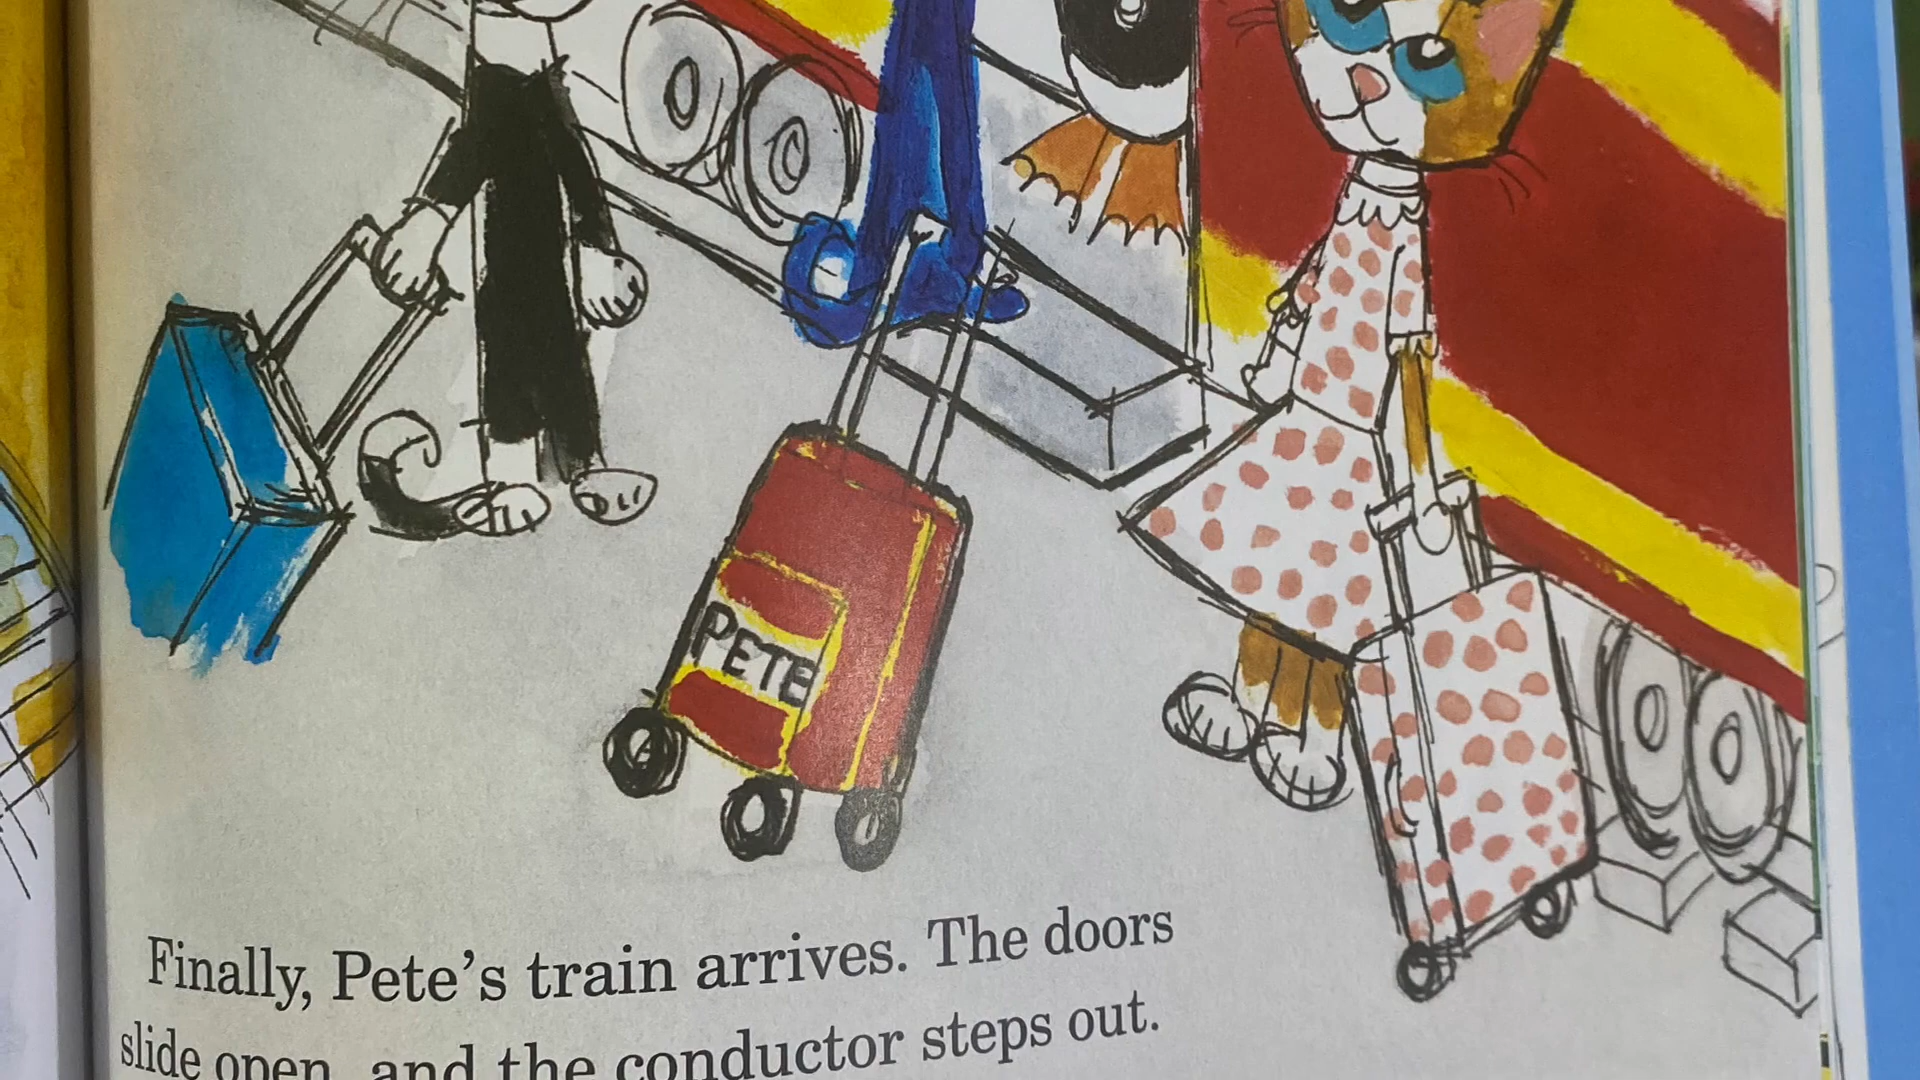 PETE
Finally, Pete's train arrives. The doors
slide open, and the conductor steps out.